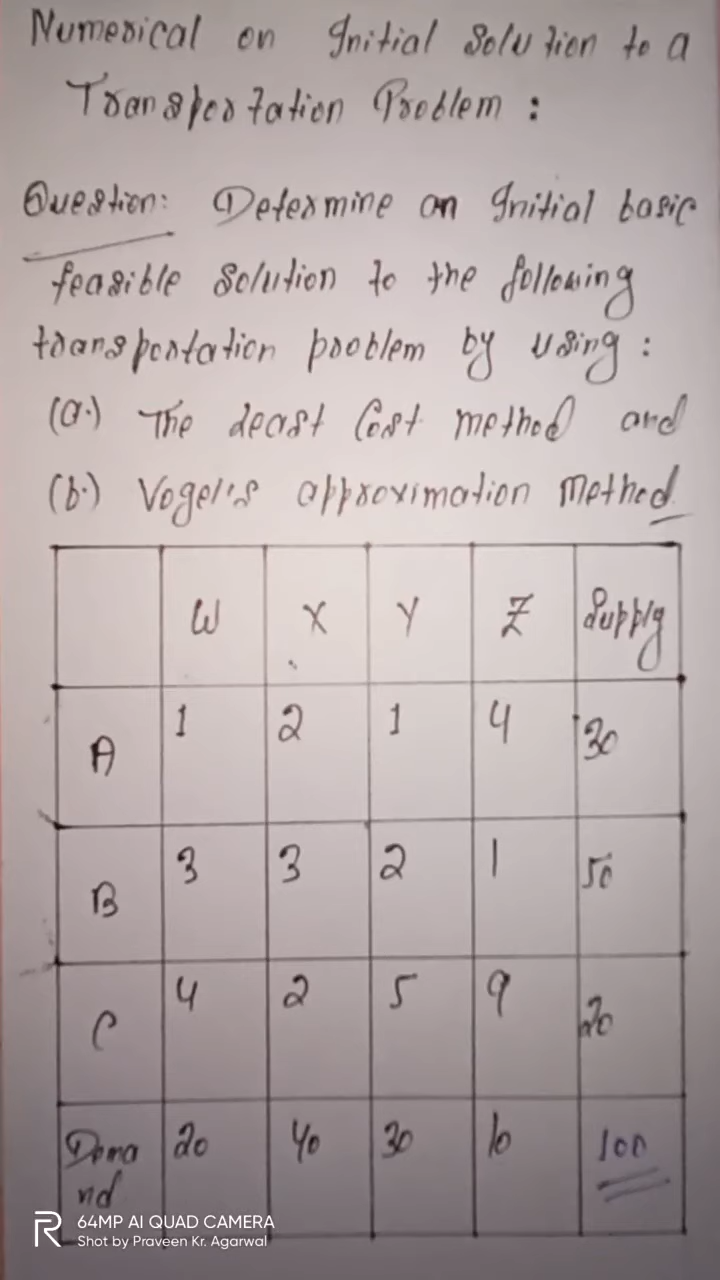 Numerical on Initial Solution to a
Transportation Problem :
Question: Determine an Initial basic
feasible Solution to the following
transportation problem by using :
(a.) The Least Cost method and
(b.) Vogel's approximation Method.
W X Y Z Supply
A 1 2 1 4 30
B 3 3 2 1 50
C 4 2 5 9 20
Demand 20 40 30 10 100
64MP AI QUAD CAMERA
Shot by Praveen Kr. Agarwal